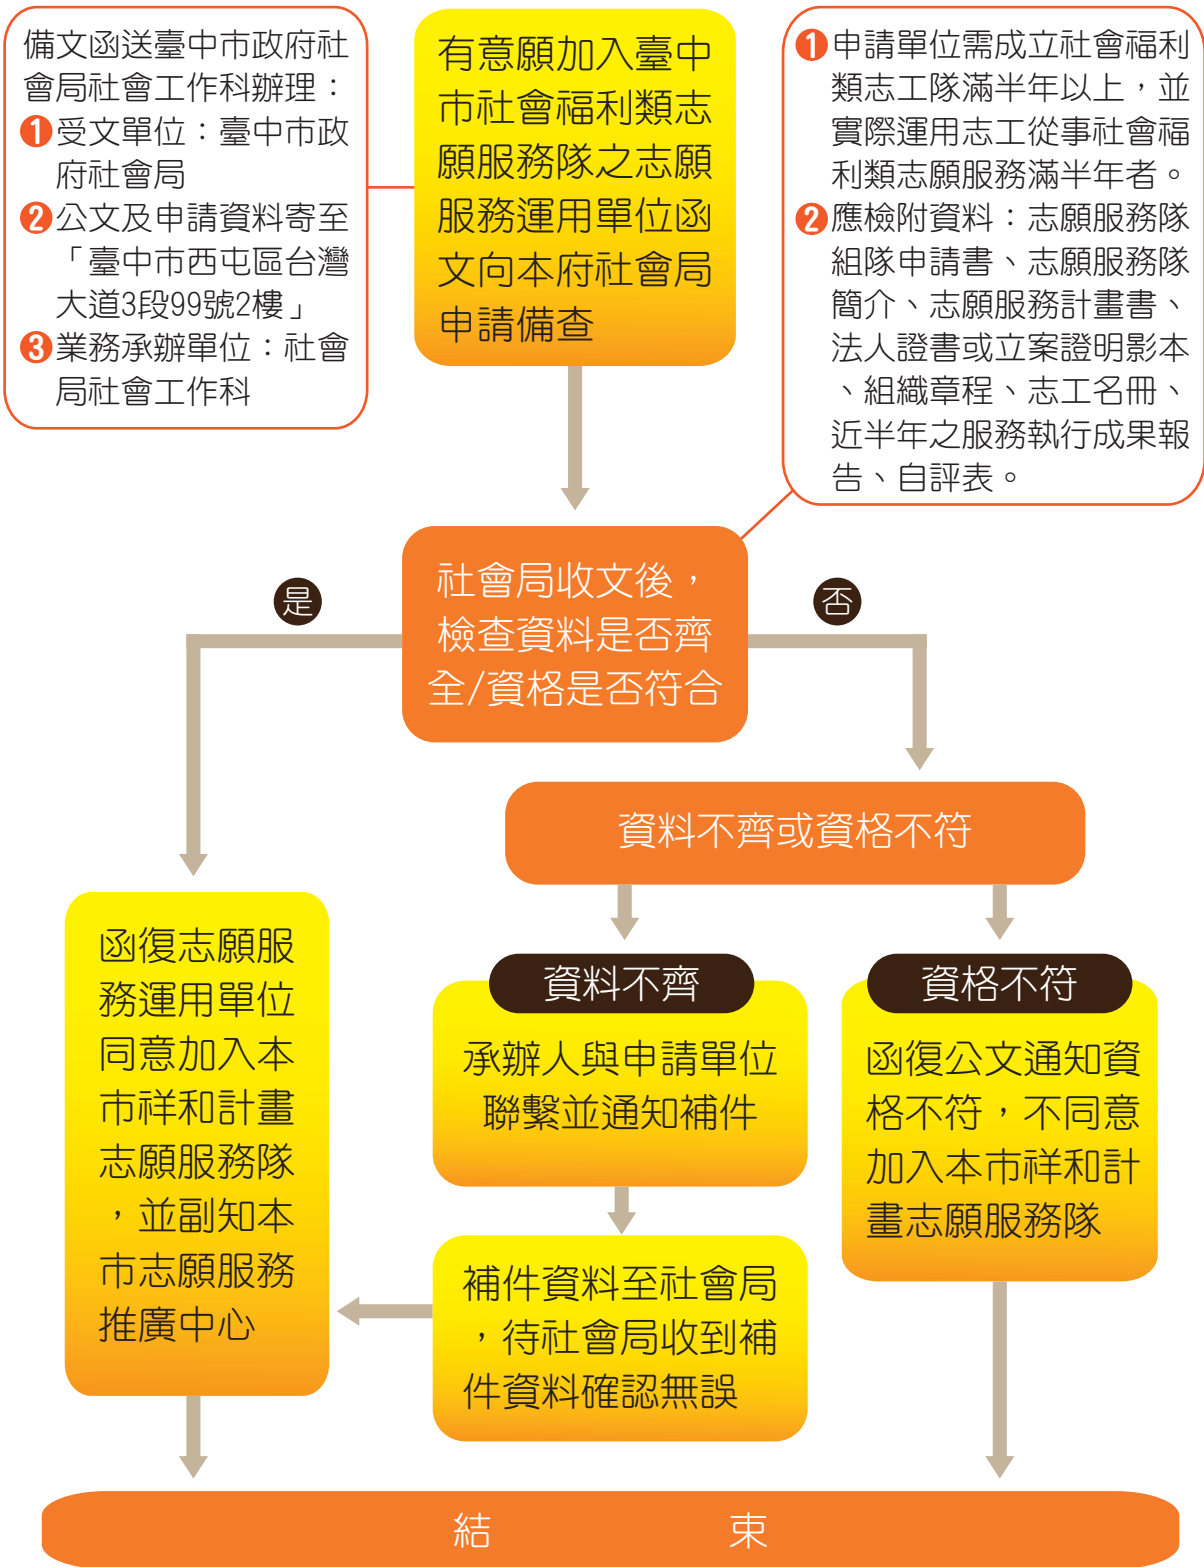 備文函送臺中市政府社
會局社會工作科辦理：
❶受文單位：臺中市政
府社會局
❷公文及申請資料寄至
「臺中市西屯區台灣
大道3段99號2樓」
❸業務承辦單位：社會
局社會工作科
有意願加入臺中
市社會福利類志
願服務隊之志願
服務運用單位函
文向本府社會局
申請備查
❶申請單位需成立社會福利
類志工隊滿半年以上，並
實際運用志工從事社會福
利類志願服務滿半年者。
❷應檢附資料：志願服務隊
組隊申請書、志願服務隊
簡介、志願服務計畫書、
法人證書或立案證明影本
、組織章程、志工名冊、
近半年之服務執行成果報
告、自評表。
社會局收文後，
檢查資料是否齊
全/資格是否符合
是
否
資料不齊或資格不符
函復志願服
務運用單位
同意加入本
市祥和計畫
志願服務隊
，並副知本
市志願服務
推廣中心
資料不齊
承辦人與申請單位
聯繫並通知補件
補件資料至社會局
，待社會局收到補
件資料確認無誤
資格不符
函復公文通知資
格不符，不同意
加入本市祥和計
畫志願服務隊
結 束